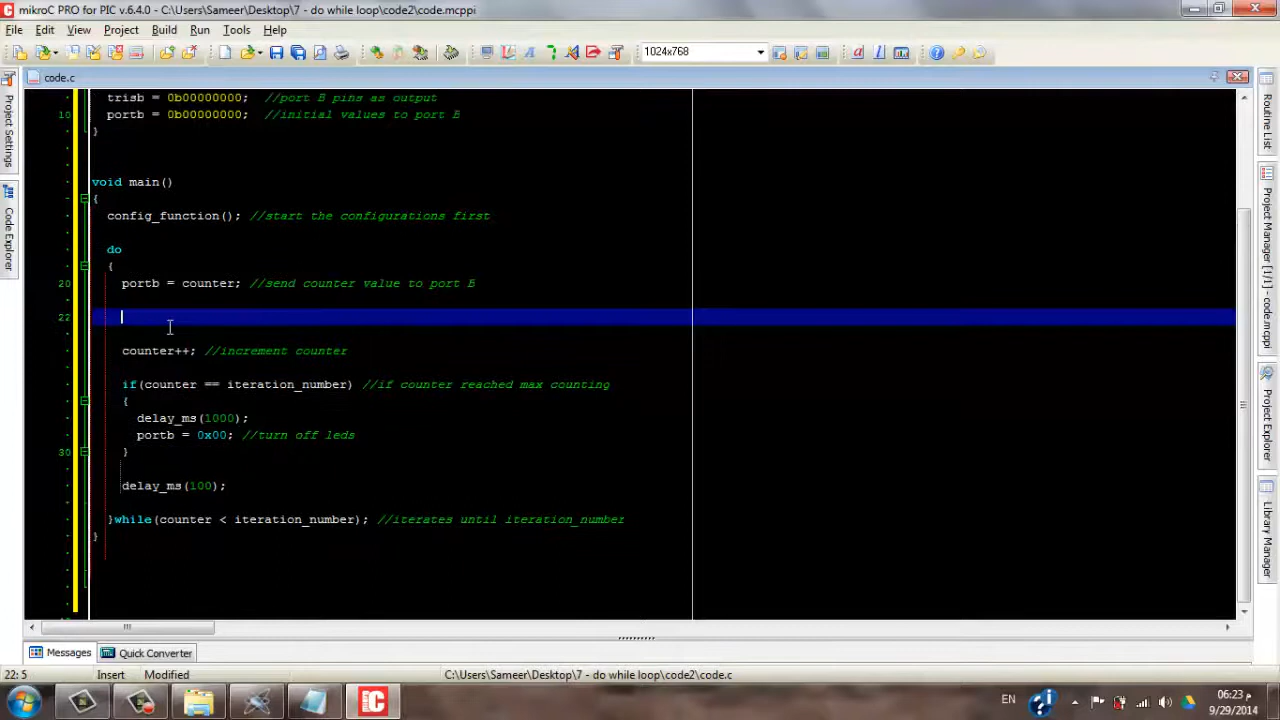 mikroC PRO for PIC v.6.4.0 - C:\Users\Sameer\Desktop\7 - do while loop\code2\code.mcppi
File Edit View Project Build Run Tools Help
1024x768
code.c
trisb = 0b00000000; //port B pins as output
10 portb = 0b00000000; //initial values to port B
}
void main()
{
config_function(); //start the configurations first
do
{
20 portb = counter; //send counter value to port B
22
counter++; //increment counter
if(counter == iteration_number) //if counter reached max counting
{
delay_ms(1000);
portb = 0x00; //turn off leds
30 }
delay_ms(100);
}while(counter < iteration_number); //iterates until iteration_number
}
Project Settings
Code Explorer
Routine List
Project Manager [1/1] - code.mcppi
Project Explorer
Library Manager
Messages Quick Converter
22:5 Insert Modified C:\Users\Sameer\Desktop\7 - do while loop\code2\code.c
EN
06:23 م
9/29/2014